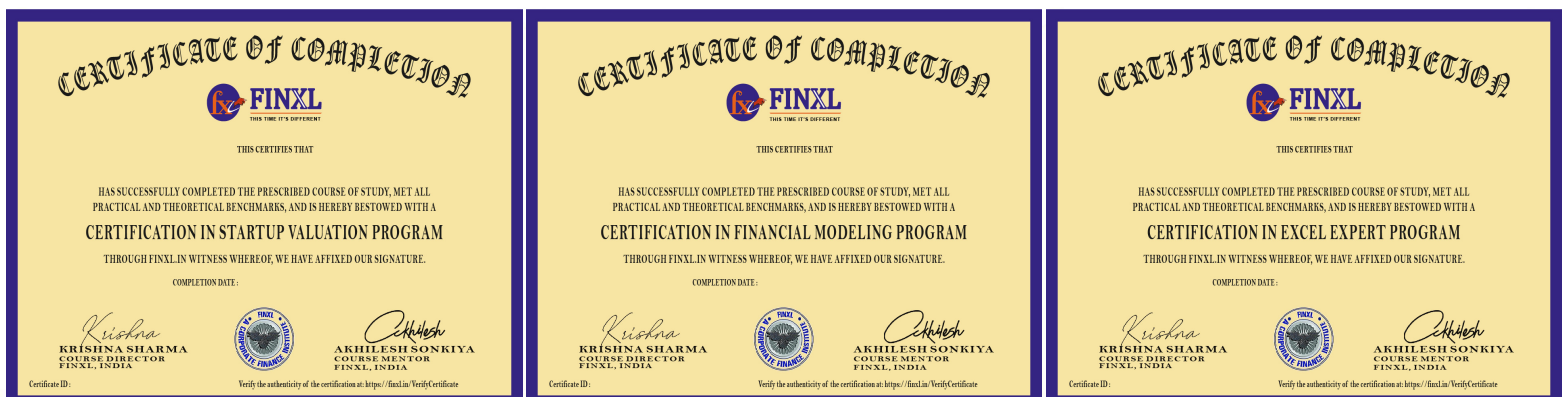 CERTIFICATE OF COMPLETION
fx
FINXL
THIS TIME IT'S DIFFERENT
THIS CERTIFIES THAT
HAS SUCCESSFULLY COMPLETED THE PRESCRIBED COURSE OF STUDY, MET ALL
PRACTICAL AND THEORETICAL BENCHMARKS, AND IS HEREBY BESTOWED WITH A
CERTIFICATION IN STARTUP VALUATION PROGRAM
THROUGH FINXL.IN WITNESS WHEREOF, WE HAVE AFFIXED OUR SIGNATURE.
COMPLETION DATE :
Krishna
KRISHNA SHARMA
COURSE DIRECTOR
FINXL, INDIA
FINXL
A CORPORATE FINANCE INSTITUTE
Ackhilesh
AKHILESH SONKIYA
COURSE MENTOR
FINXL, INDIA
Certificate ID :
Verify the authenticity of the certification at: https://finxl.in/VerifyCertificate
CERTIFICATE OF COMPLETION
fx
FINXL
THIS TIME IT'S DIFFERENT
THIS CERTIFIES THAT
HAS SUCCESSFULLY COMPLETED THE PRESCRIBED COURSE OF STUDY, MET ALL
PRACTICAL AND THEORETICAL BENCHMARKS, AND IS HEREBY BESTOWED WITH A
CERTIFICATION IN FINANCIAL MODELING PROGRAM
THROUGH FINXL.IN WITNESS WHEREOF, WE HAVE AFFIXED OUR SIGNATURE.
COMPLETION DATE :
Krishna
KRISHNA SHARMA
COURSE DIRECTOR
FINXL, INDIA
FINXL
A CORPORATE FINANCE INSTITUTE
Ackhilesh
AKHILESH SONKIYA
COURSE MENTOR
FINXL, INDIA
Certificate ID :
Verify the authenticity of the certification at: https://finxl.in/VerifyCertificate
CERTIFICATE OF COMPLETION
fx
FINXL
THIS TIME IT'S DIFFERENT
THIS CERTIFIES THAT
HAS SUCCESSFULLY COMPLETED THE PRESCRIBED COURSE OF STUDY, MET ALL
PRACTICAL AND THEORETICAL BENCHMARKS, AND IS HEREBY BESTOWED WITH A
CERTIFICATION IN EXCEL EXPERT PROGRAM
THROUGH FINXL.IN WITNESS WHEREOF, WE HAVE AFFIXED OUR SIGNATURE.
COMPLETION DATE :
Krishna
KRISHNA SHARMA
COURSE DIRECTOR
FINXL, INDIA
FINXL
A CORPORATE FINANCE INSTITUTE
Ackhilesh
AKHILESH SONKIYA
COURSE MENTOR
FINXL, INDIA
Certificate ID :
Verify the authenticity of the certification at: https://finxl.in/VerifyCertificate